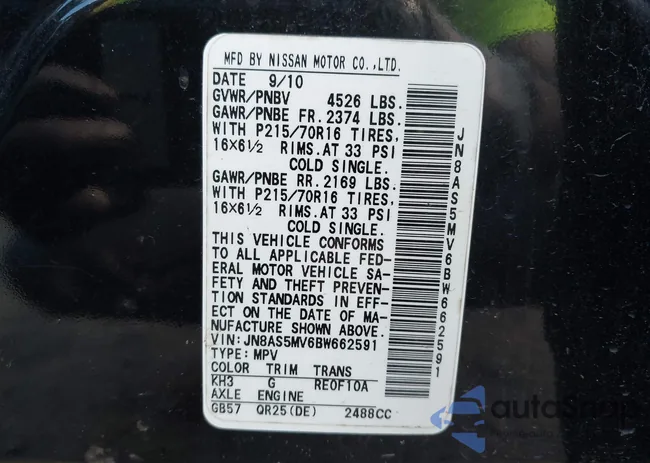 MFD BY NISSAN MOTOR CO.,LTD.
DATE 9/10
GVWR/PNBV 4526 LBS.
GAWR/PNBE FR. 2374 LBS.
WITH P215/70R16 TIRES,
16X6½ RIMS. AT 33 PSI
COLD SINGLE.
GAWR/PNBE RR. 2169 LBS.
WITH P215/70R16 TIRES,
16X6½ RIMS. AT 33 PSI
COLD SINGLE.
THIS VEHICLE CONFORMS
TO ALL APPLICABLE FED-
ERAL MOTOR VEHICLE SA-
FETY AND THEFT PREVEN-
TION STANDARDS IN EFF-
ECT ON THE DATE OF MA-
NUFACTURE SHOWN ABOVE.
VIN: JN8AS5MV6BW662591
TYPE: MPV
COLOR TRIM TRANS
KH3 G RE0F10A
AXLE ENGINE
GB57 QR25(DE) 2488CC
JN8AS5MV6BW662591
autoSnap